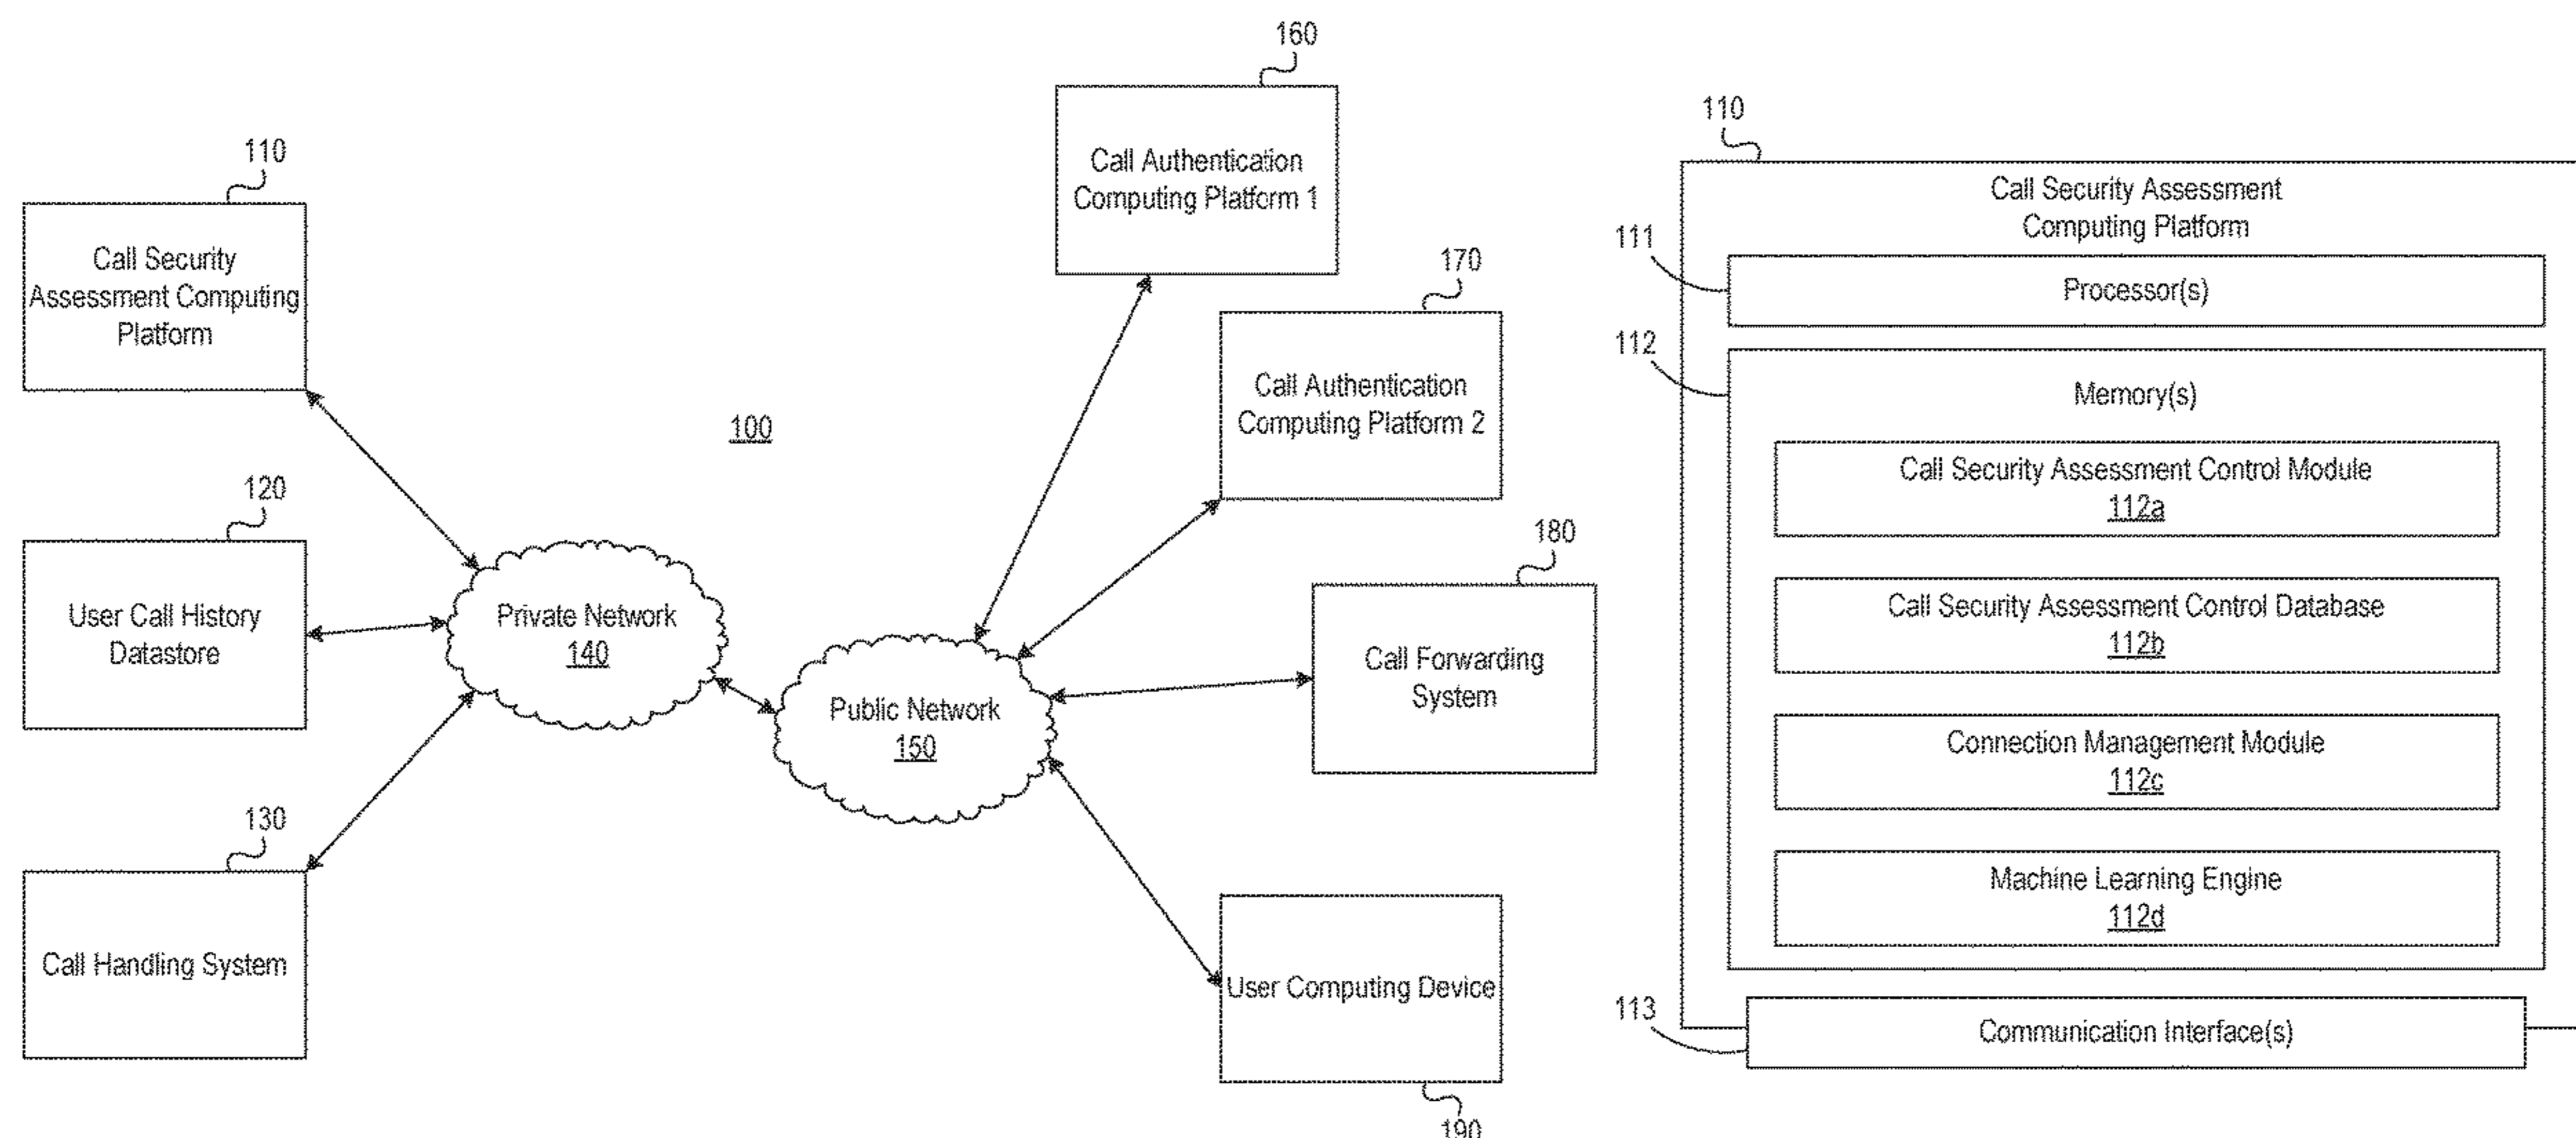 110
Call Security
Assessment Computing
Platform
120
User Call History
Datastore
130
Call Handling System
100
Private Network
140
Public Network
150
160
Call Authentication
Computing Platform 1
170
Call Authentication
Computing Platform 2
180
Call Forwarding
System
User Computing Device
190
110
Call Security Assessment
Computing Platform
111
Processor(s)
112
Memory(s)
Call Security Assessment Control Module
112a
Call Security Assessment Control Database
112b
Connection Management Module
112c
Machine Learning Engine
112d
113
Communication Interface(s)